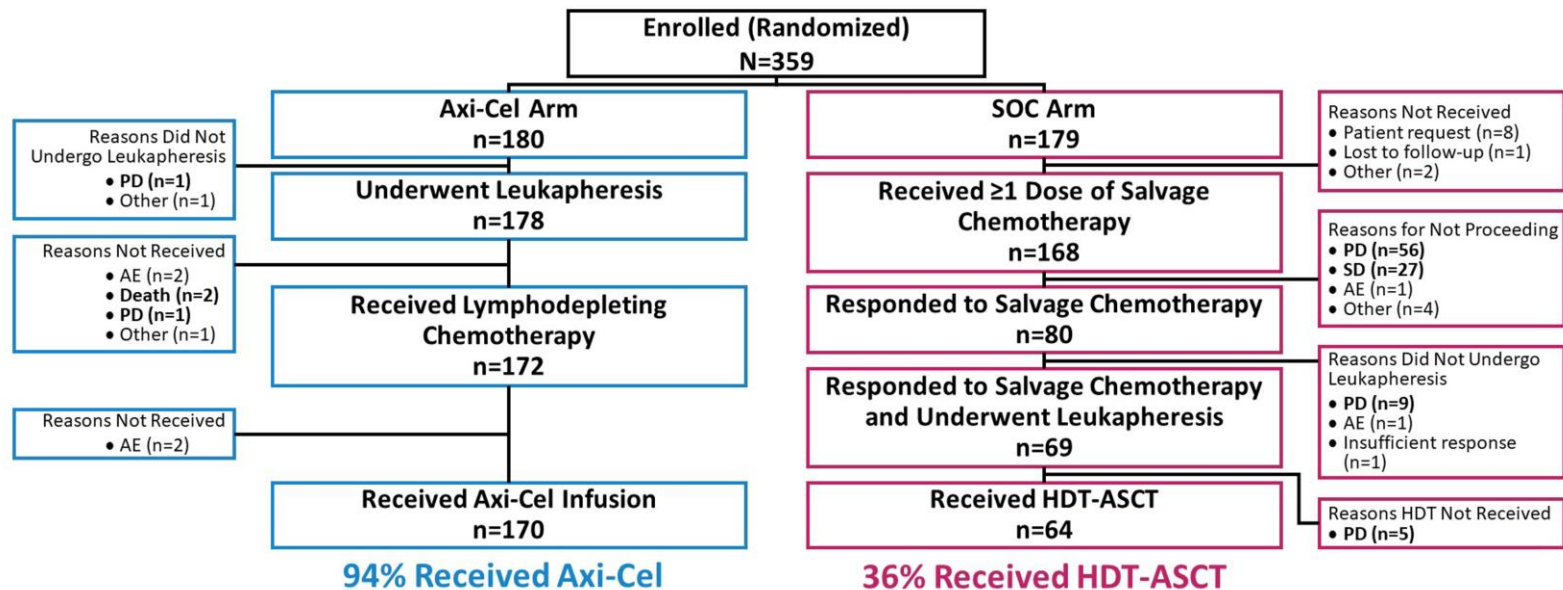 Enrolled (Randomized)
N=359
Axi-Cel Arm
n=180
Reasons Did Not
Undergo Leukapheresis
• PD (n=1)
• Other (n=1)
Underwent Leukapheresis
n=178
Reasons Not Received
• AE (n=2)
• Death (n=2)
• PD (n=1)
• Other (n=1)
Received Lymphodepleting
Chemotherapy
n=172
Reasons Not Received
• AE (n=2)
Received Axi-Cel Infusion
n=170
94% Received Axi-Cel
SOC Arm
n=179
Reasons Not Received
• Patient request (n=8)
• Lost to follow-up (n=1)
• Other (n=2)
Received ≥1 Dose of Salvage
Chemotherapy
n=168
Reasons for Not Proceeding
• PD (n=56)
• SD (n=27)
• AE (n=1)
• Other (n=4)
Responded to Salvage Chemotherapy
n=80
Reasons Did Not Undergo
Leukapheresis
• PD (n=9)
• AE (n=1)
• Insufficient response
(n=1)
Responded to Salvage Chemotherapy
and Underwent Leukapheresis
n=69
Reasons HDT Not Received
• PD (n=5)
Received HDT-ASCT
n=64
36% Received HDT-ASCT